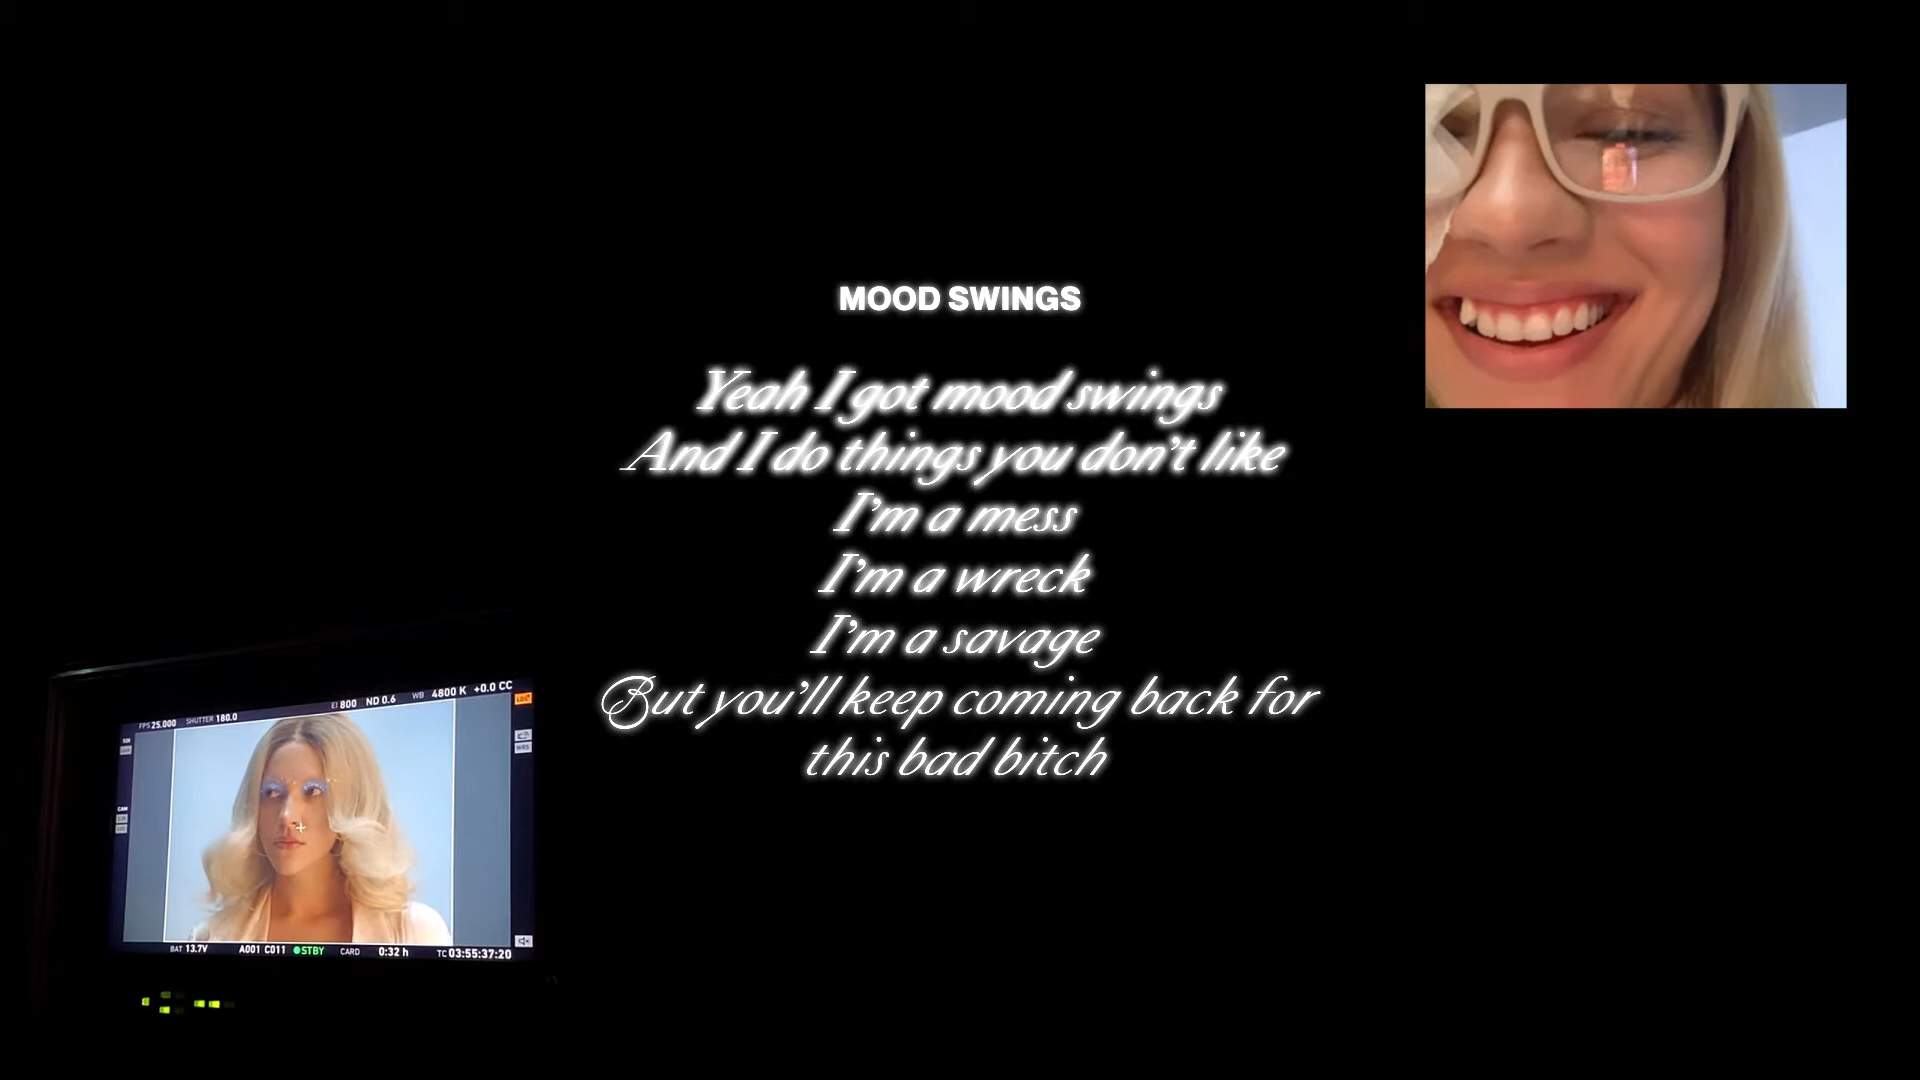 MOOD SWINGS
Yeah I got mood swings
And I do things you don't like
I'm a mess
I'm a wreck
I'm a savage
But you'll keep coming back for
this bad bitch
FPS 25.000 SHUTTER 180.0 EI 800 ND 0.6 WB 4800 K +0.0 CC
CAM
WRS
BAT 13.7V A001 C011 STBY CARD 0:32 h TC 03:55:37:20